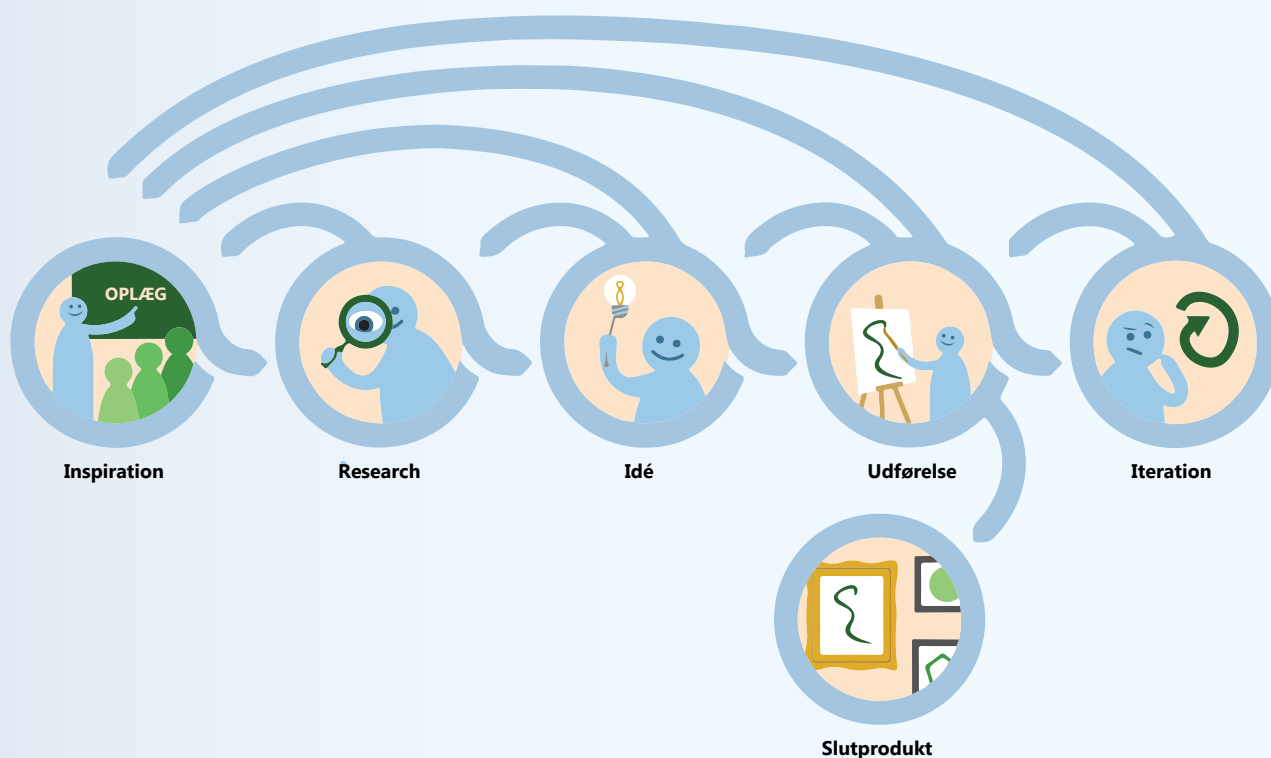 OPLÆG
Inspiration
Research
Idé
Udførelse
Iteration
Slutprodukt